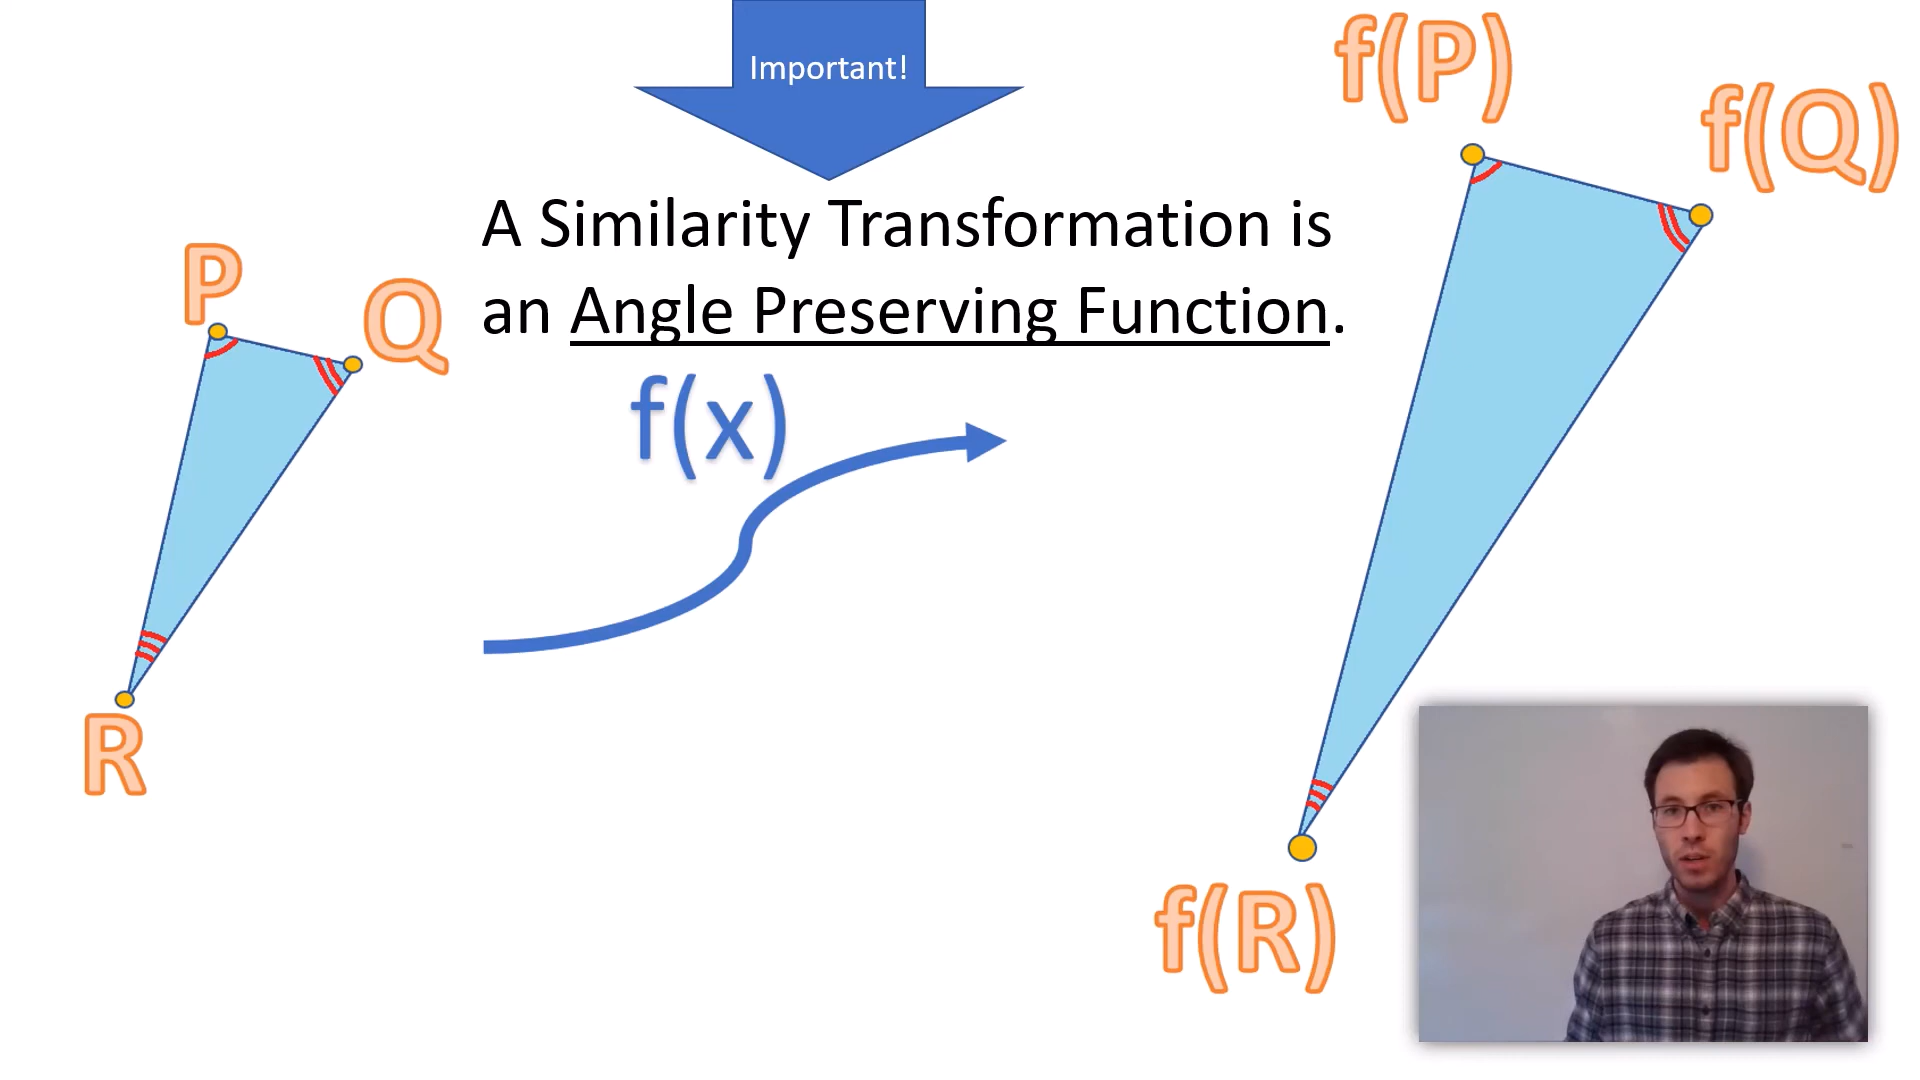 Important!
A Similarity Transformation is
an Angle Preserving Function.
P
Q
R
f(x)
f(P)
f(Q)
f(R)